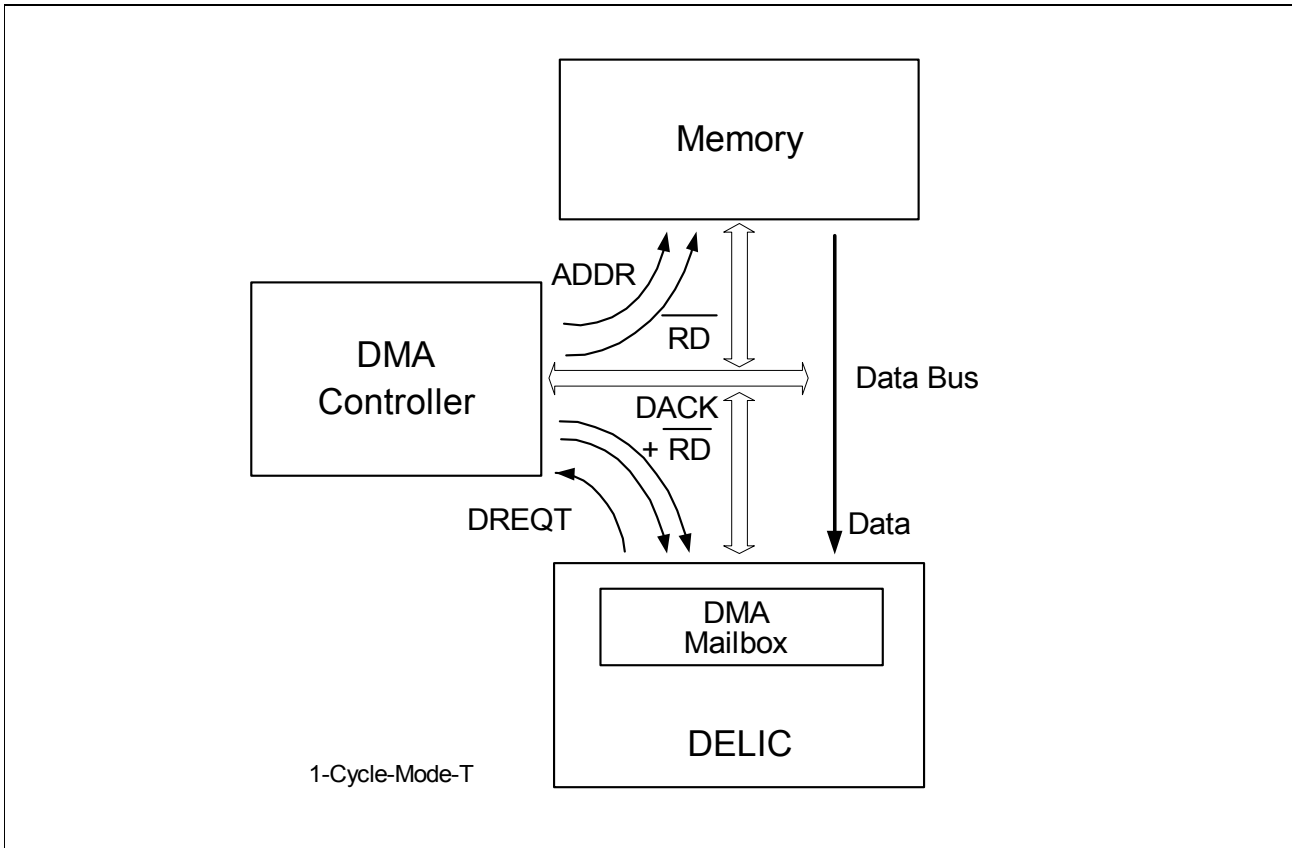 Memory
ADDR
RD
DMA
Controller
Data Bus
DACK
+ RD
DREQT
Data
DMA
Mailbox
DELIC
1-Cycle-Mode-T